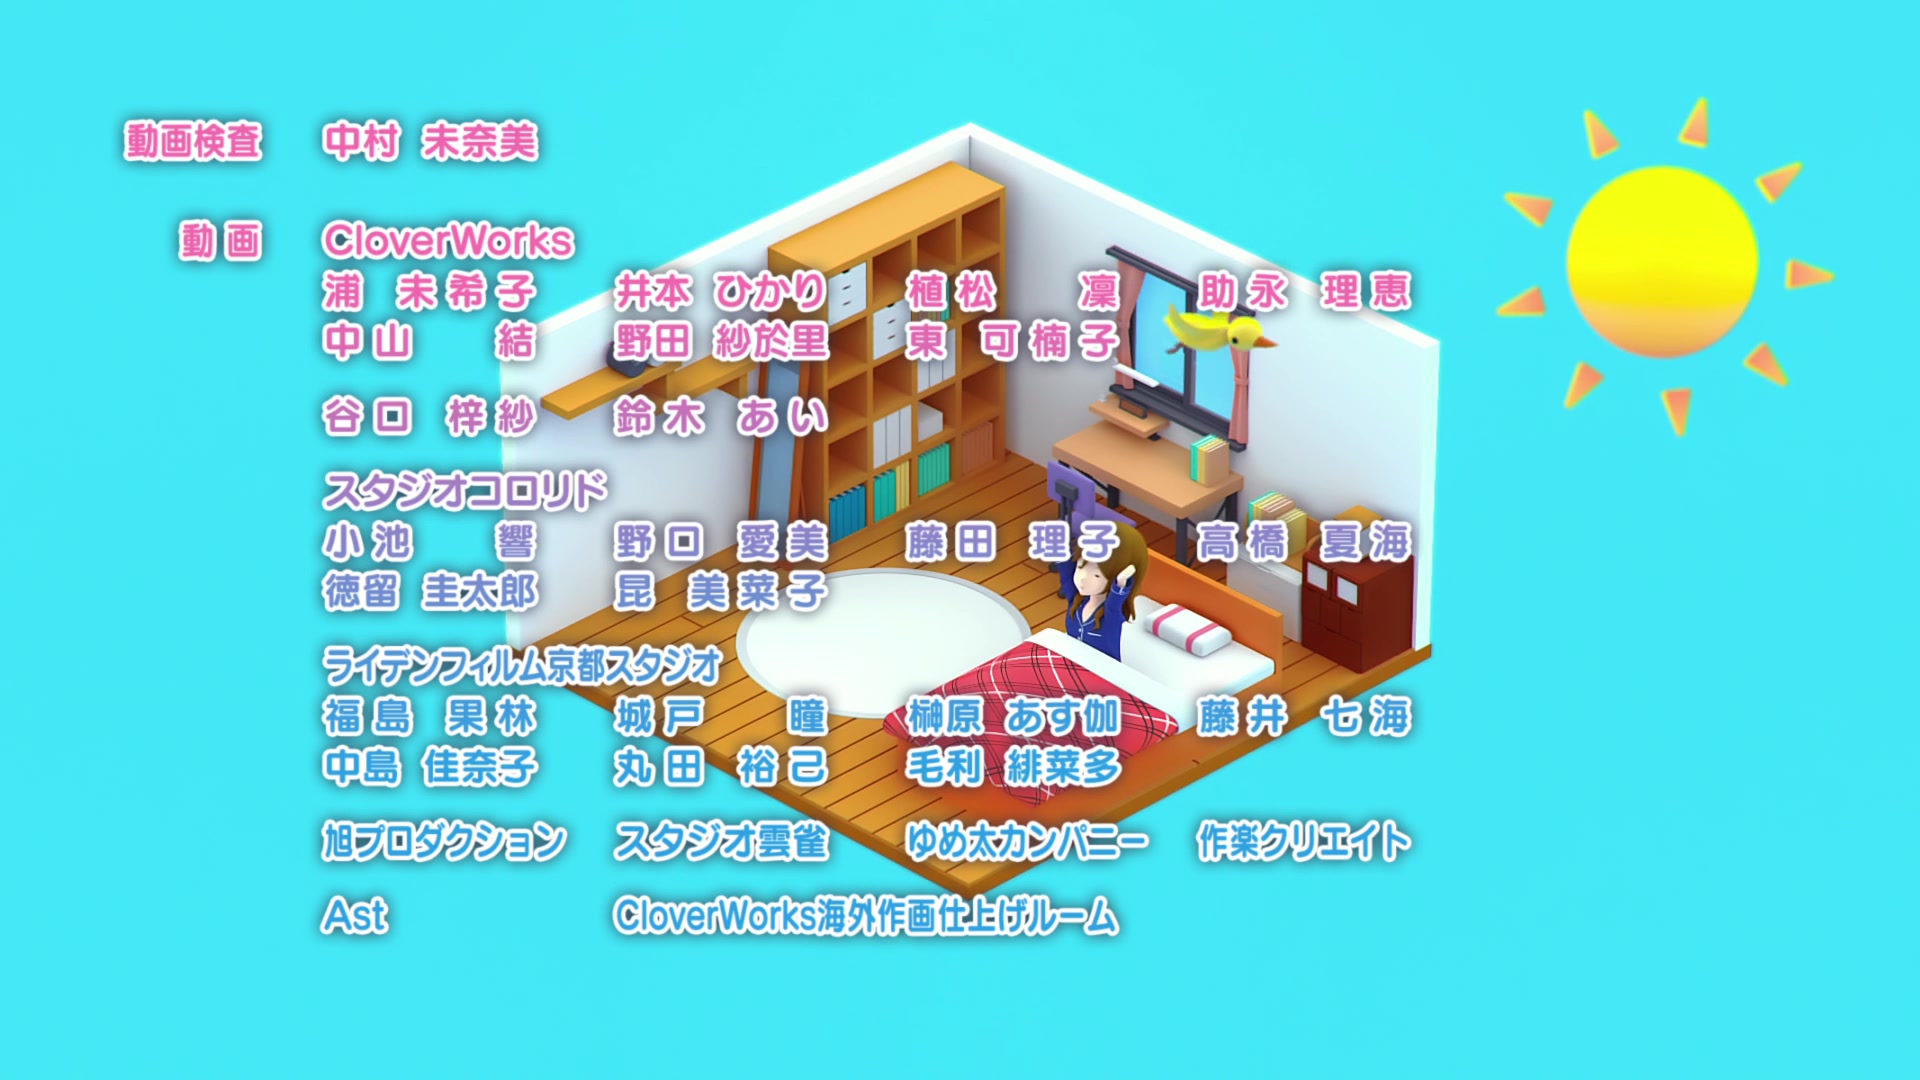 動画検査 中村 未奈美
動画 CloverWorks
浦 未希子 井本 ひかり 植松 凜 助永 理恵
中山 結 野田 紗於里 東 可楠子
谷口 梓紗 鈴木 あい
スタジオコロリド
小池 響 野口 愛美 藤田 理子 高橋 夏海
徳留 圭太郎 昆 美菜子
ライデンフィルム京都スタジオ
福島 果林 城戸 瞳 榊原 あす伽 藤井 七海
中島 佳奈子 丸田 裕己 毛利 緋菜多
旭プロダクション スタジオ雲雀 ゆめ太カンパニー 作楽クリエイト
Ast CloverWorks海外作画仕上げルーム